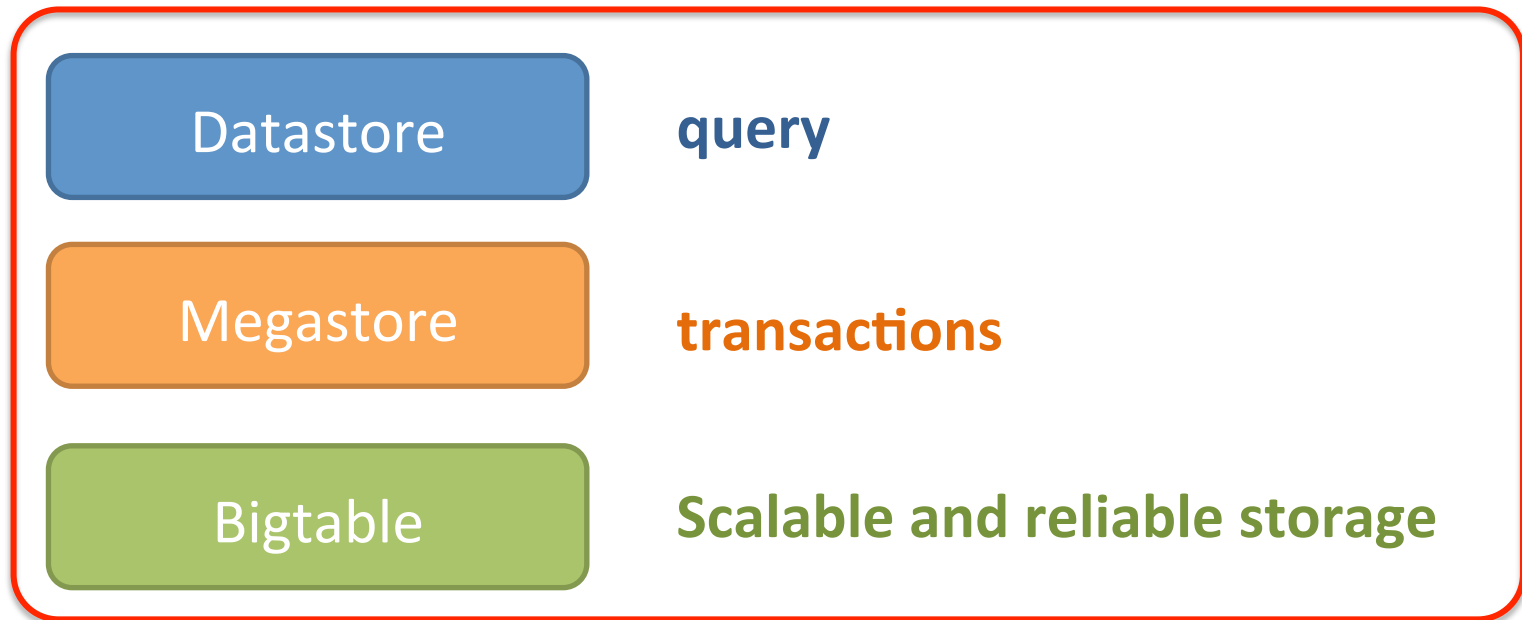 Datastore
query
Megastore
transactions
Bigtable
Scalable and reliable storage